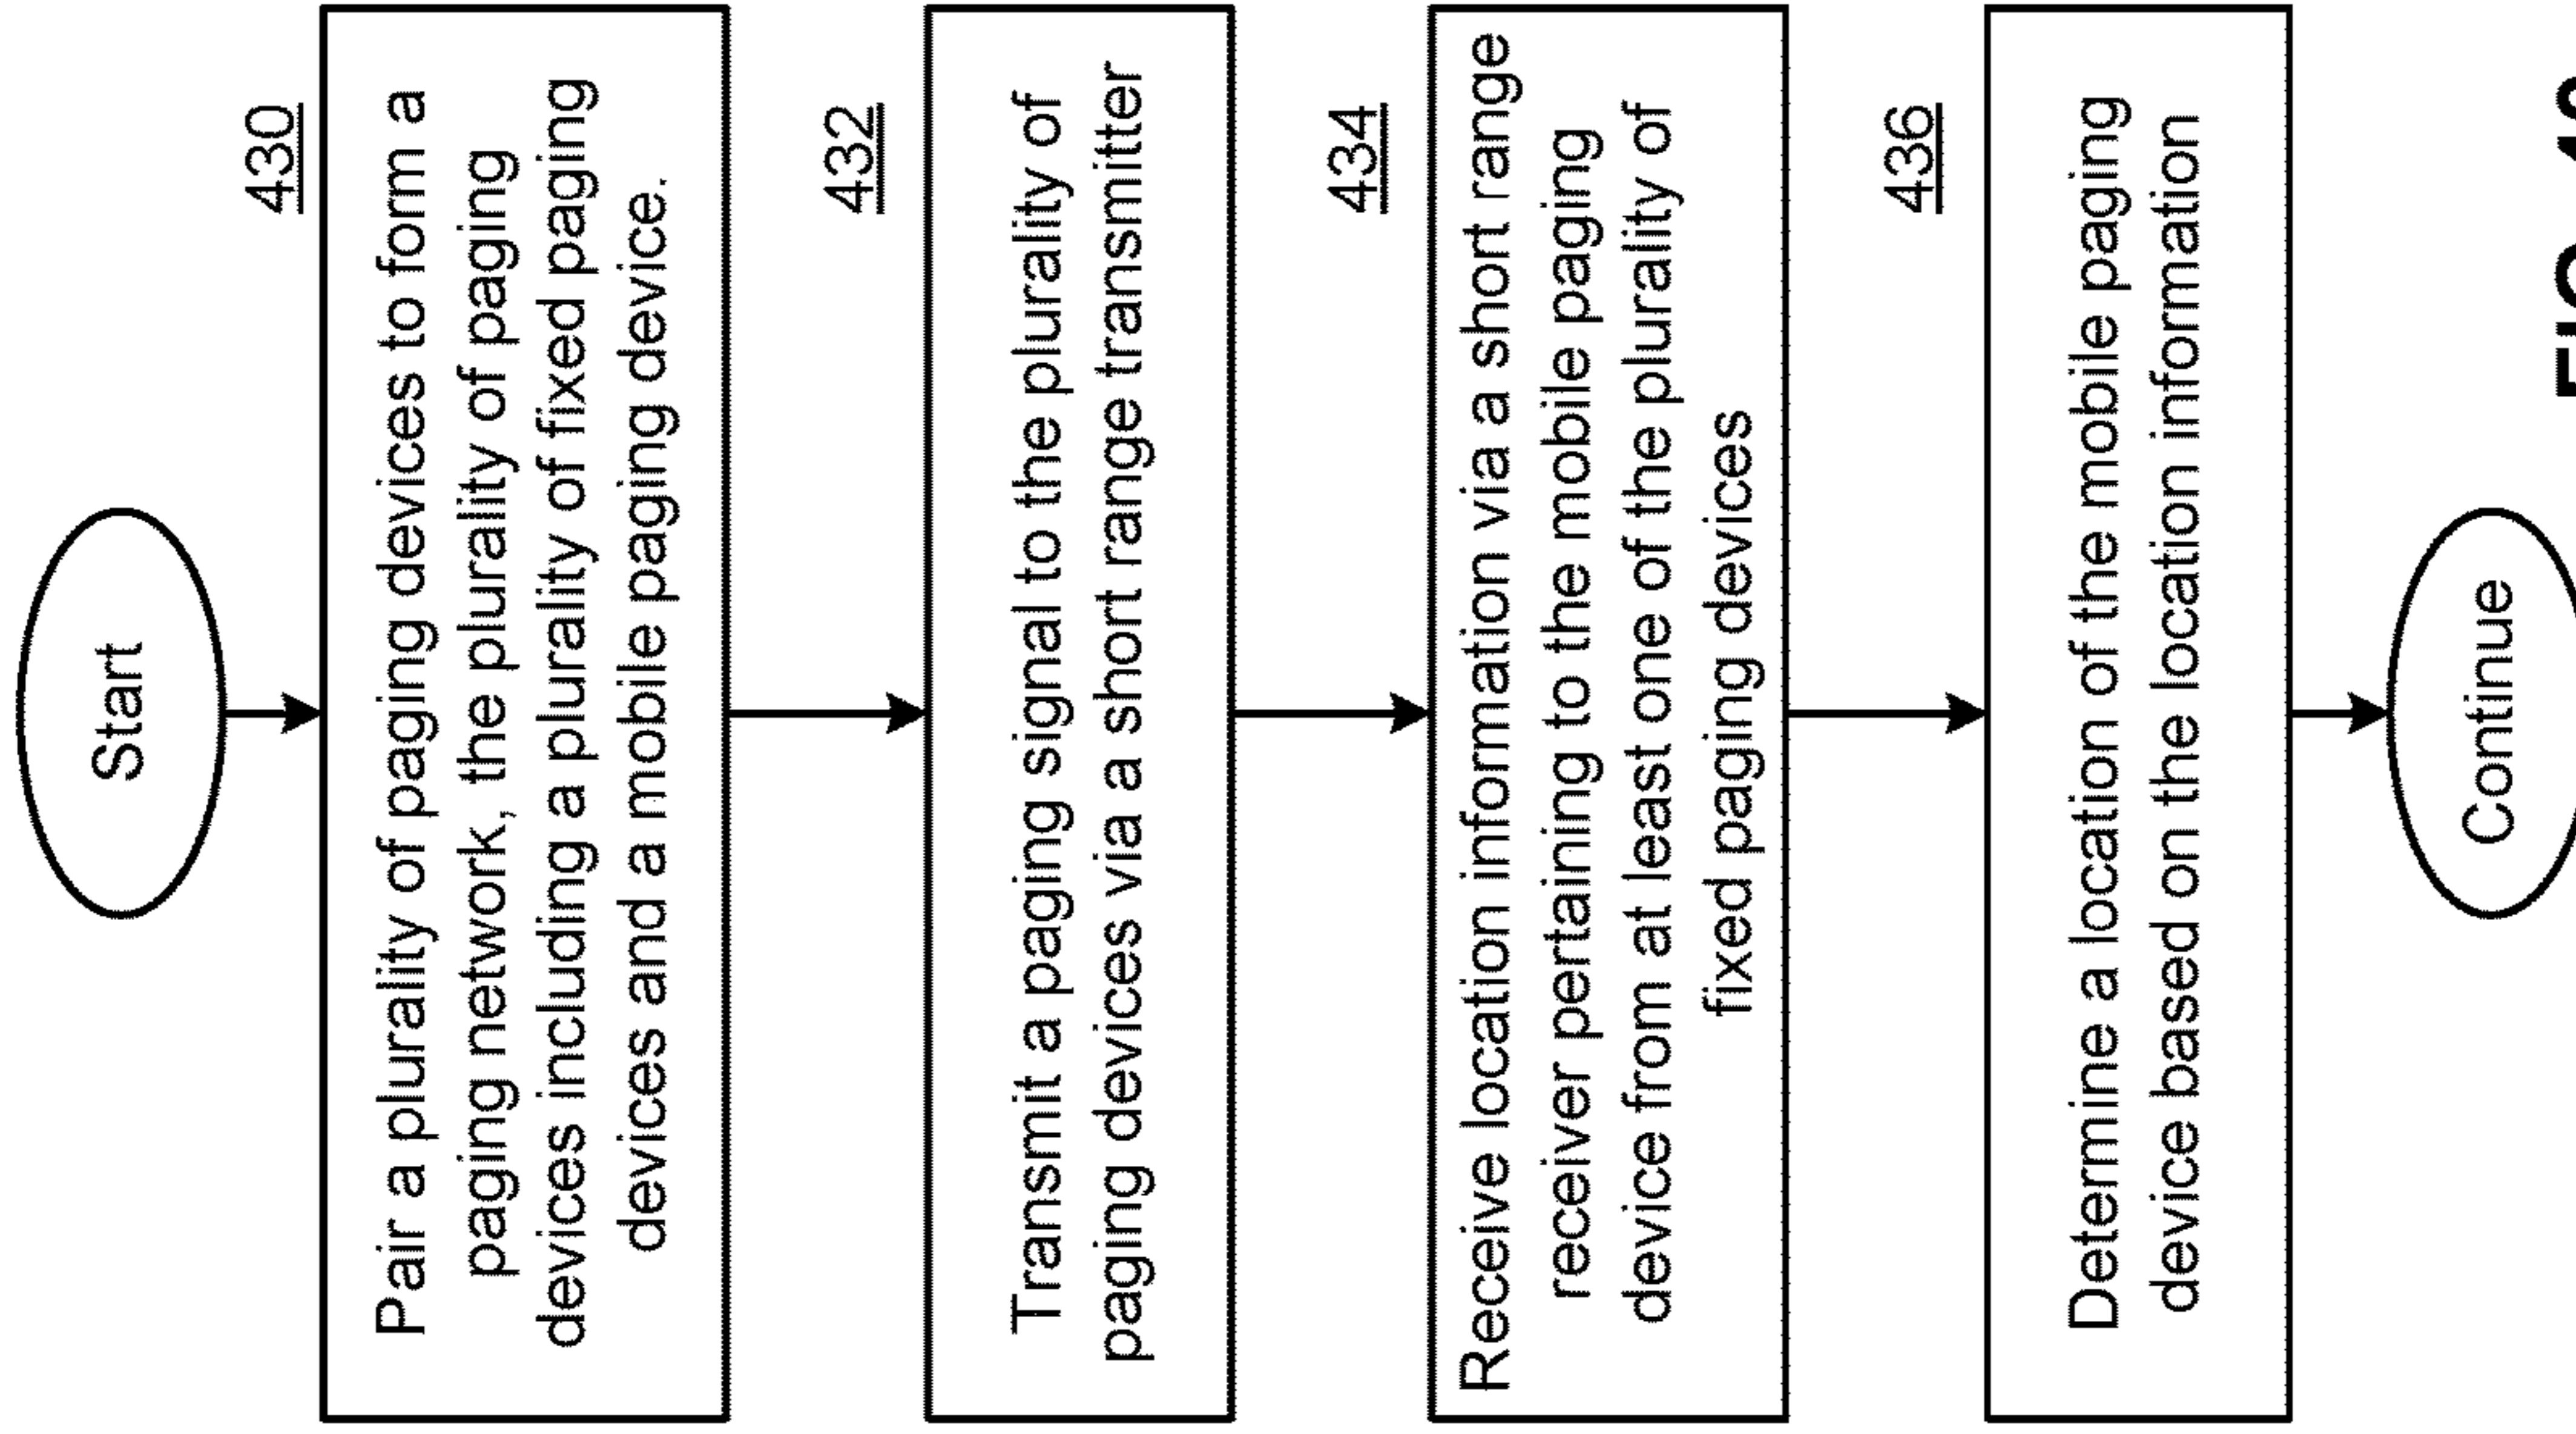 Start
430
Pair a plurality of paging devices to form a
paging network, the plurality of paging
devices including a plurality of fixed paging
devices and a mobile paging device.
432
Transmit a paging signal to the plurality of
paging devices via a short range transmitter
434
Receive location information via a short range
receiver pertaining to the mobile paging
device from at least one of the plurality of
fixed paging devices
436
Determine a location of the mobile paging
device based on the location information
Continue